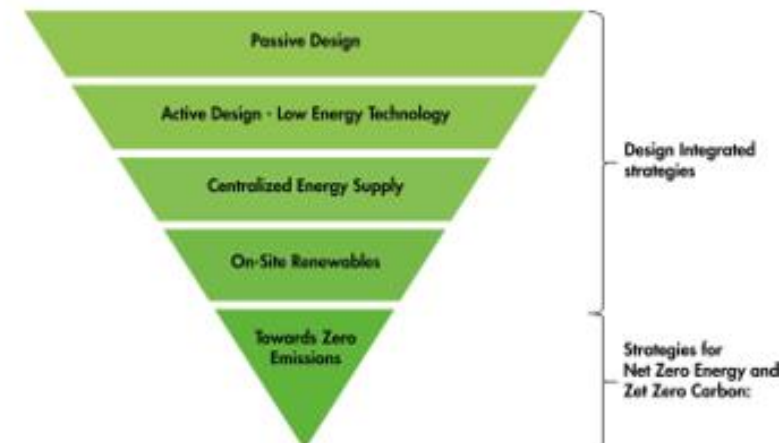 Passive Design
Active Design - Low Energy Technology
Centralized Energy Supply
On-Site Renewables
Towards Zero
Emissions
Design Integrated
strategies
Strategies for
Net Zero Energy and
Zet Zero Carbon: